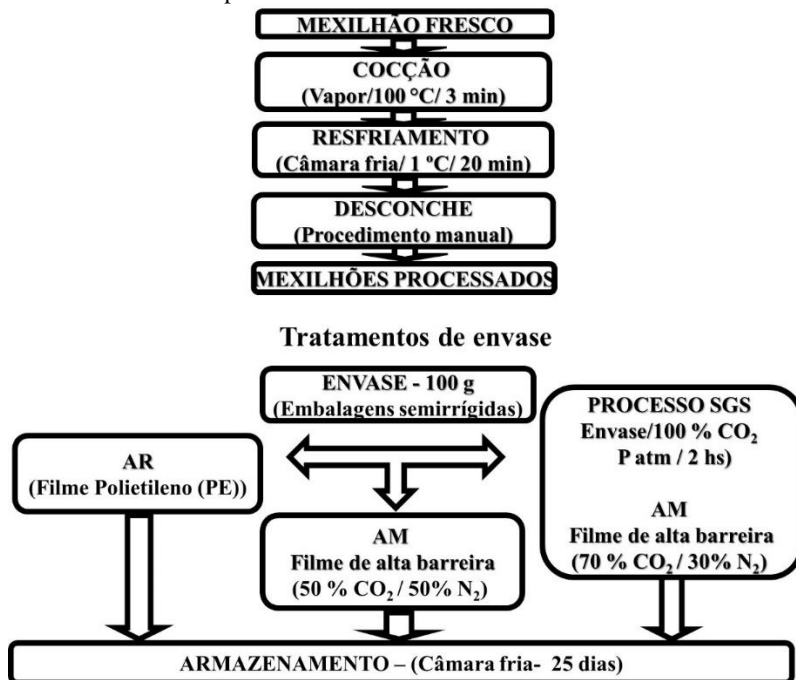 MEXILHÃO FRESCO
COCÇÃO
(Vapor/100 °C/ 3 min)
RESFRIAMENTO
(Câmara fria/ 1 ºC/ 20 min)
DESCONCHE
(Procedimento manual)
MEXILHÕES PROCESSADOS
Tratamentos de envase
ENVASE - 100 g
(Embalagens semirrígidas)
AR
(Filme Polietileno (PE))
AM
Filme de alta barreira
(50 % CO₂ / 50% N₂)
PROCESSO SGS
Envase/100 % CO₂
P atm / 2 hs)
AM
Filme de alta barreira
(70 % CO₂ / 30% N₂)
ARMAZENAMENTO – (Câmara fria- 25 dias)